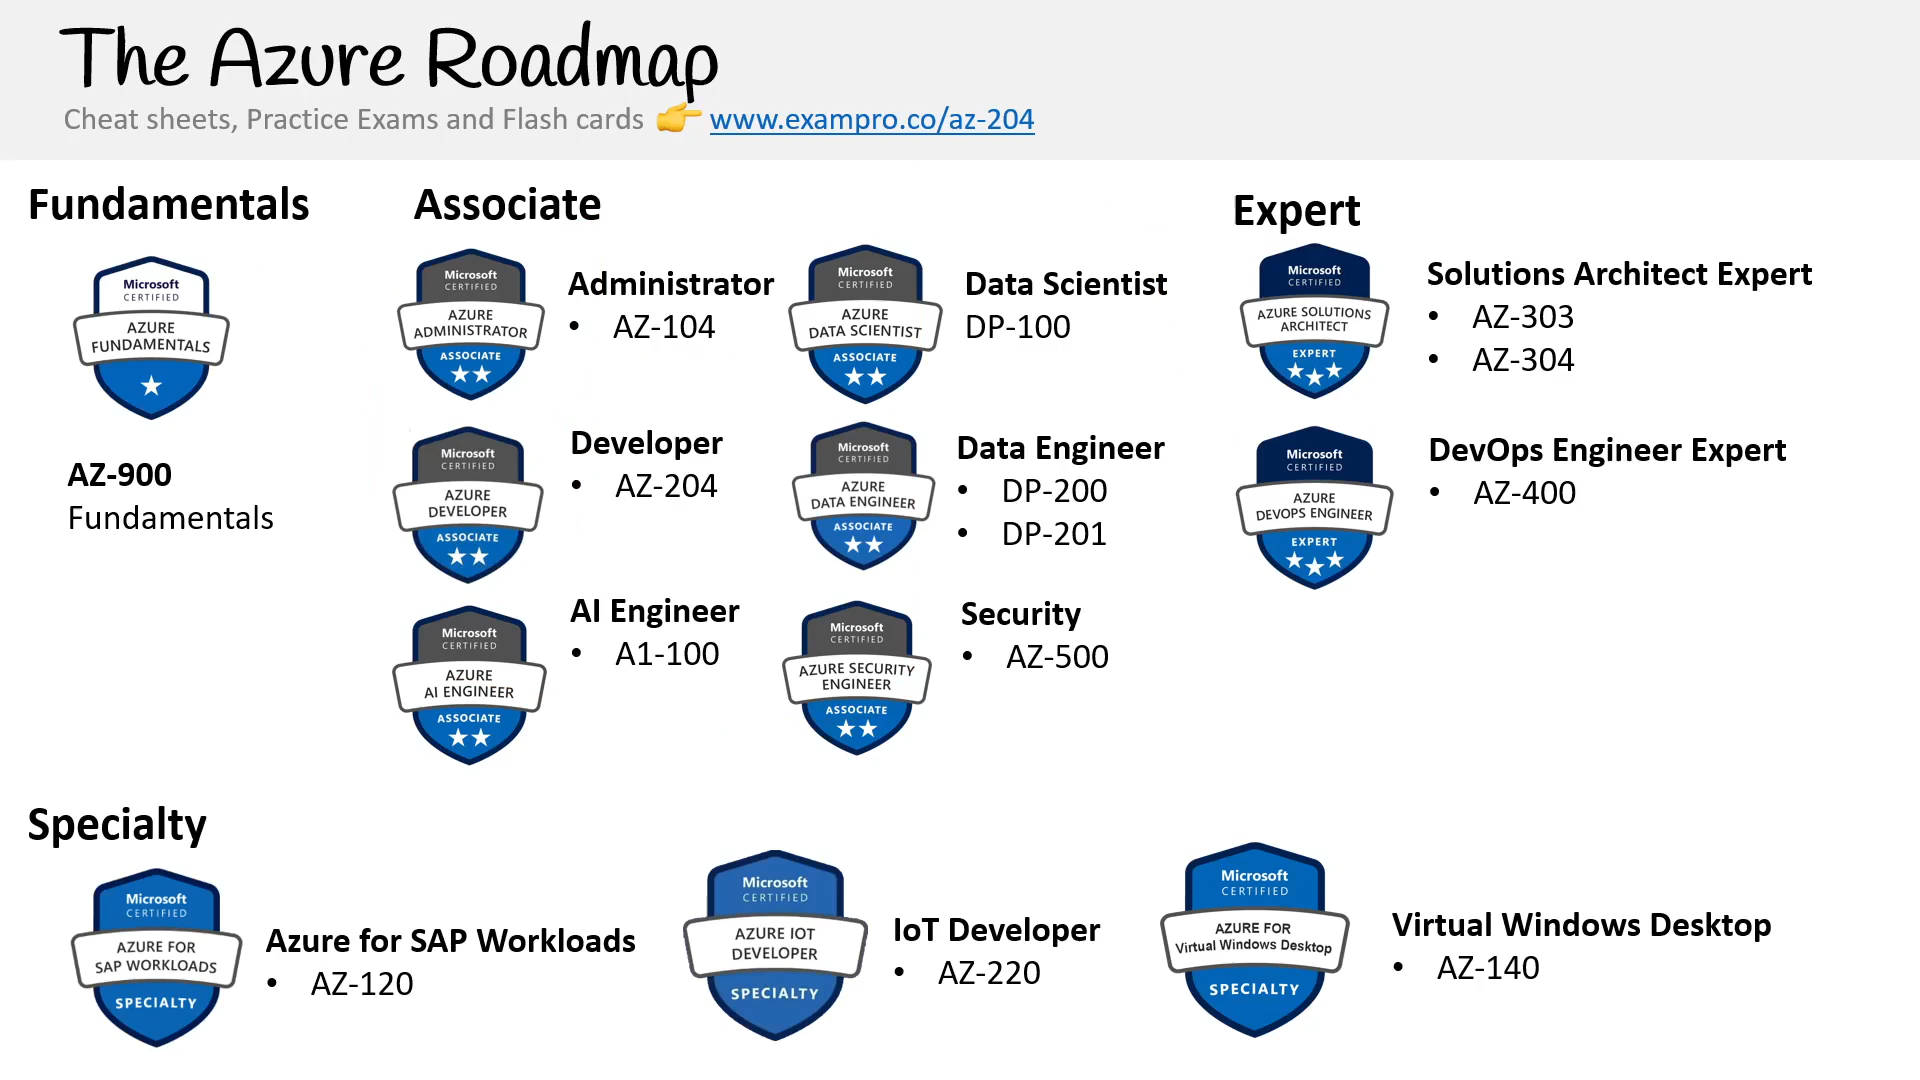 The Azure Roadmap
Cheat sheets, Practice Exams and Flash cards 👉 www.exampro.co/az-204
Fundamentals
Microsoft
CERTIFIED
AZURE
FUNDAMENTALS
AZ-900
Fundamentals
Associate
Microsoft
CERTIFIED
AZURE
ADMINISTRATOR
ASSOCIATE
Administrator
• AZ-104
Microsoft
CERTIFIED
AZURE
DATA SCIENTIST
ASSOCIATE
Data Scientist
DP-100
Microsoft
CERTIFIED
AZURE
DEVELOPER
ASSOCIATE
Developer
• AZ-204
Microsoft
CERTIFIED
AZURE
DATA ENGINEER
ASSOCIATE
Data Engineer
• DP-200
• DP-201
Microsoft
CERTIFIED
AZURE
AI ENGINEER
ASSOCIATE
AI Engineer
• A1-100
Microsoft
CERTIFIED
AZURE SECURITY
ENGINEER
ASSOCIATE
Security
• AZ-500
Expert
Microsoft
CERTIFIED
AZURE SOLUTIONS
ARCHITECT
EXPERT
Solutions Architect Expert
• AZ-303
• AZ-304
Microsoft
CERTIFIED
AZURE
DEVOPS ENGINEER
EXPERT
DevOps Engineer Expert
• AZ-400
Specialty
Microsoft
CERTIFIED
AZURE FOR
SAP WORKLOADS
SPECIALTY
Azure for SAP Workloads
• AZ-120
Microsoft
CERTIFIED
AZURE IOT
DEVELOPER
SPECIALTY
IoT Developer
• AZ-220
Microsoft
CERTIFIED
AZURE FOR
Virtual Windows Desktop
SPECIALTY
Virtual Windows Desktop
• AZ-140